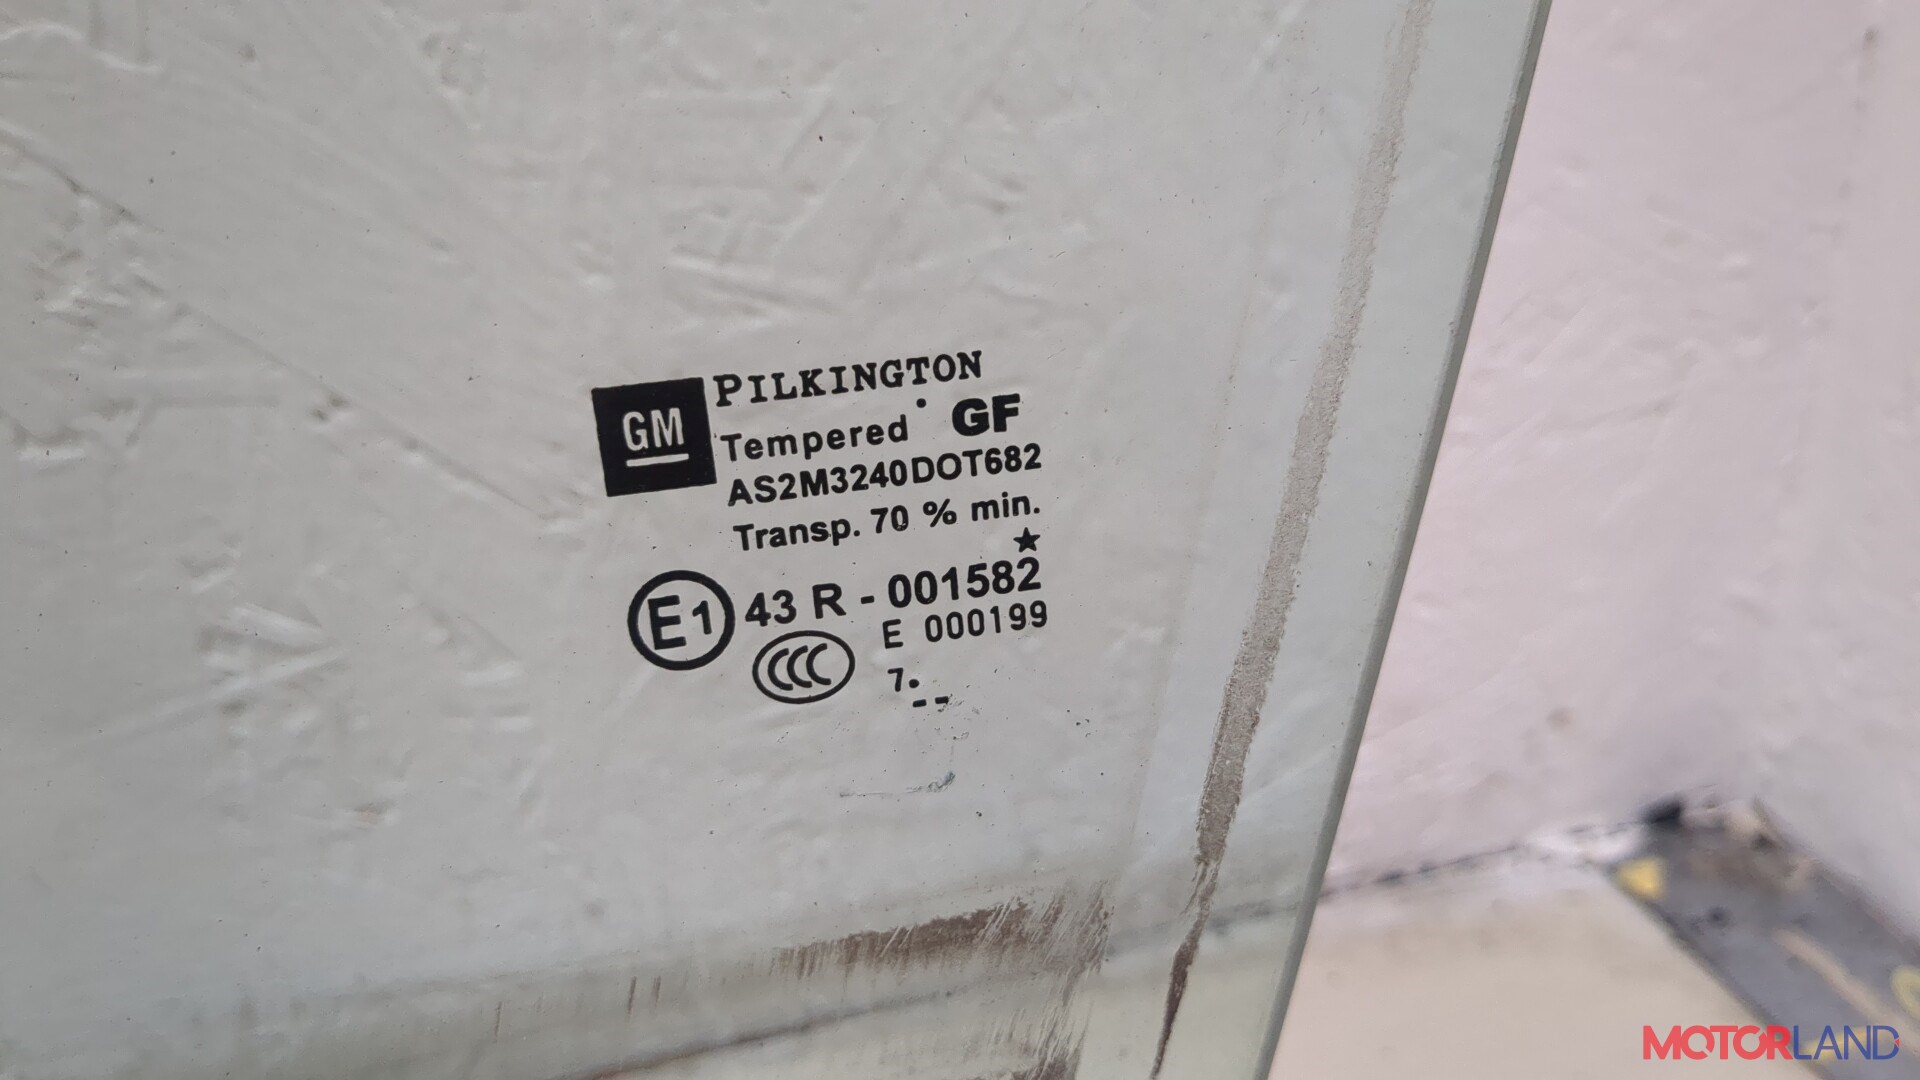 GM
PILKINGTON
Tempered GF
AS2M3240DOT682
Transp. 70 % min.
★
E1 43 R - 001582
CCC E 000199
7.
- -
MOTORLAND